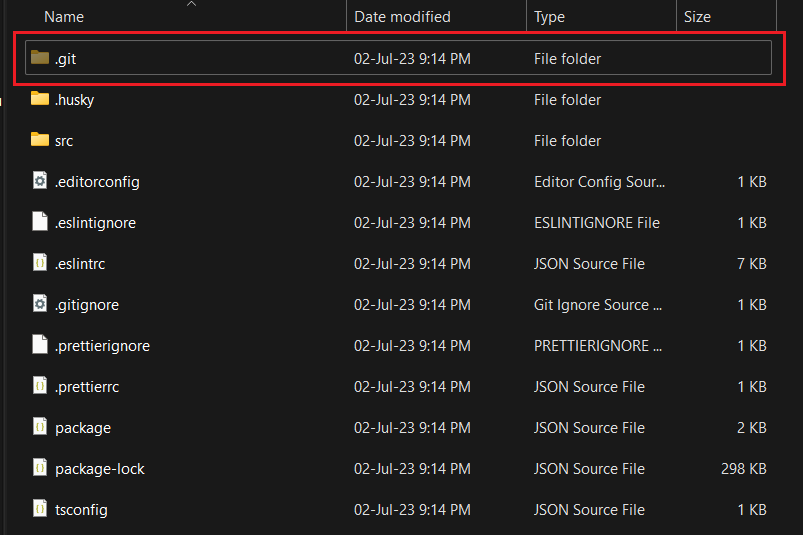 Name Date modified Type Size
.git 02-Jul-23 9:14 PM File folder
.husky 02-Jul-23 9:14 PM File folder
src 02-Jul-23 9:14 PM File folder
.editorconfig 02-Jul-23 9:14 PM Editor Config Sour... 1 KB
.eslintignore 02-Jul-23 9:14 PM ESLINTIGNORE File 1 KB
.eslintrc 02-Jul-23 9:14 PM JSON Source File 7 KB
.gitignore 02-Jul-23 9:14 PM Git Ignore Source ... 1 KB
.prettierignore 02-Jul-23 9:14 PM PRETTIERIGNORE ... 1 KB
.prettierrc 02-Jul-23 9:14 PM JSON Source File 1 KB
package 02-Jul-23 9:14 PM JSON Source File 2 KB
package-lock 02-Jul-23 9:14 PM JSON Source File 298 KB
tsconfig 02-Jul-23 9:14 PM JSON Source File 1 KB